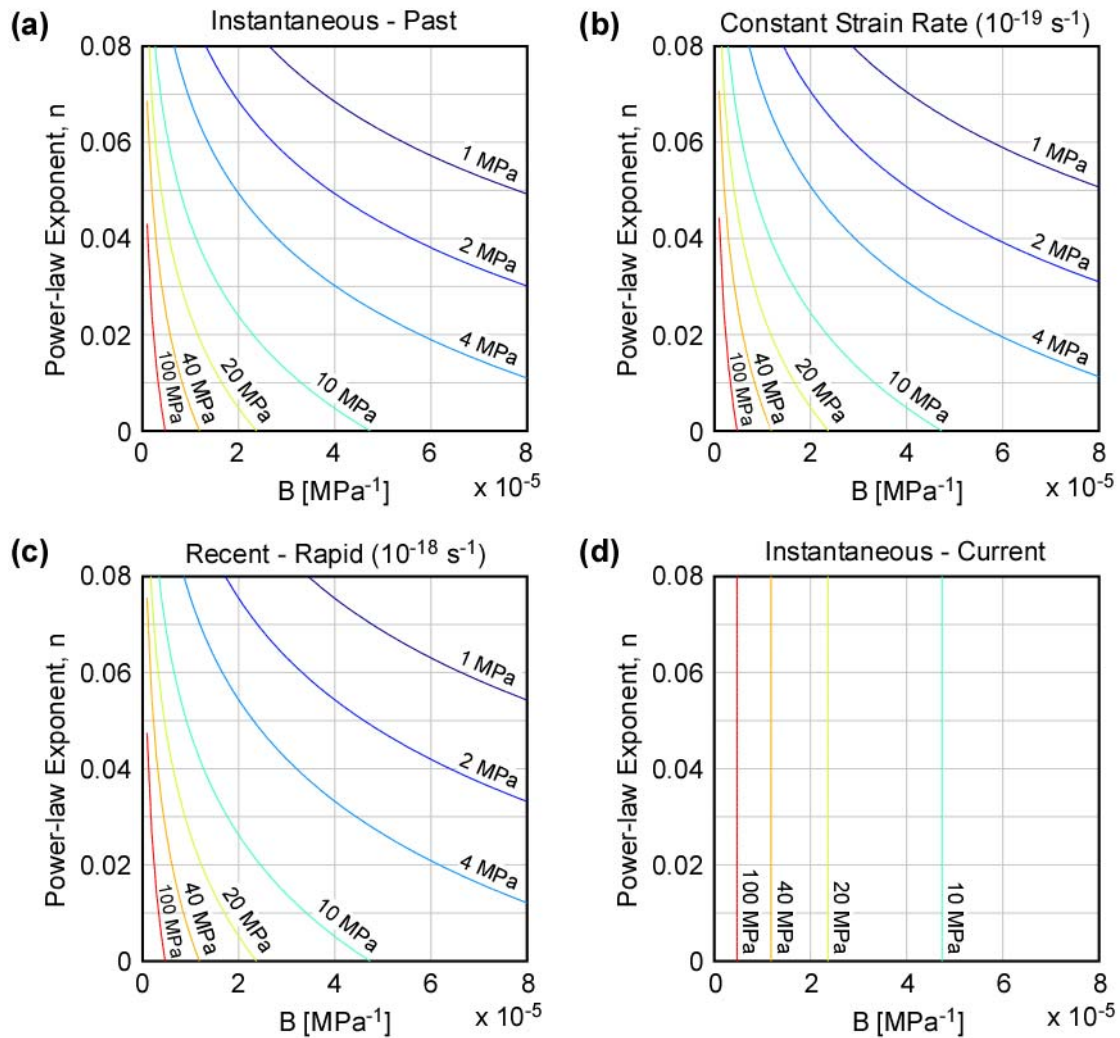 (a) Instantaneous - Past
Power-law Exponent, n
0.08
0.06
0.04
0.02
0
1 MPa
2 MPa
4 MPa
10 MPa
20 MPa
40 MPa
100 MPa
0 2 4 6 8
B [MPa⁻¹] x 10⁻⁵
(b) Constant Strain Rate (10⁻¹⁹ s⁻¹)
Power-law Exponent, n
0.08
0.06
0.04
0.02
0
1 MPa
2 MPa
4 MPa
10 MPa
20 MPa
40 MPa
100 MPa
0 2 4 6 8
B [MPa⁻¹] x 10⁻⁵
(c) Recent - Rapid (10⁻¹⁸ s⁻¹)
Power-law Exponent, n
0.08
0.06
0.04
0.02
0
1 MPa
2 MPa
4 MPa
10 MPa
20 MPa
40 MPa
100 MPa
0 2 4 6 8
B [MPa⁻¹] x 10⁻⁵
(d) Instantaneous - Current
Power-law Exponent, n
0.08
0.06
0.04
0.02
0
100 MPa
40 MPa
20 MPa
10 MPa
0 2 4 6 8
B [MPa⁻¹] x 10⁻⁵